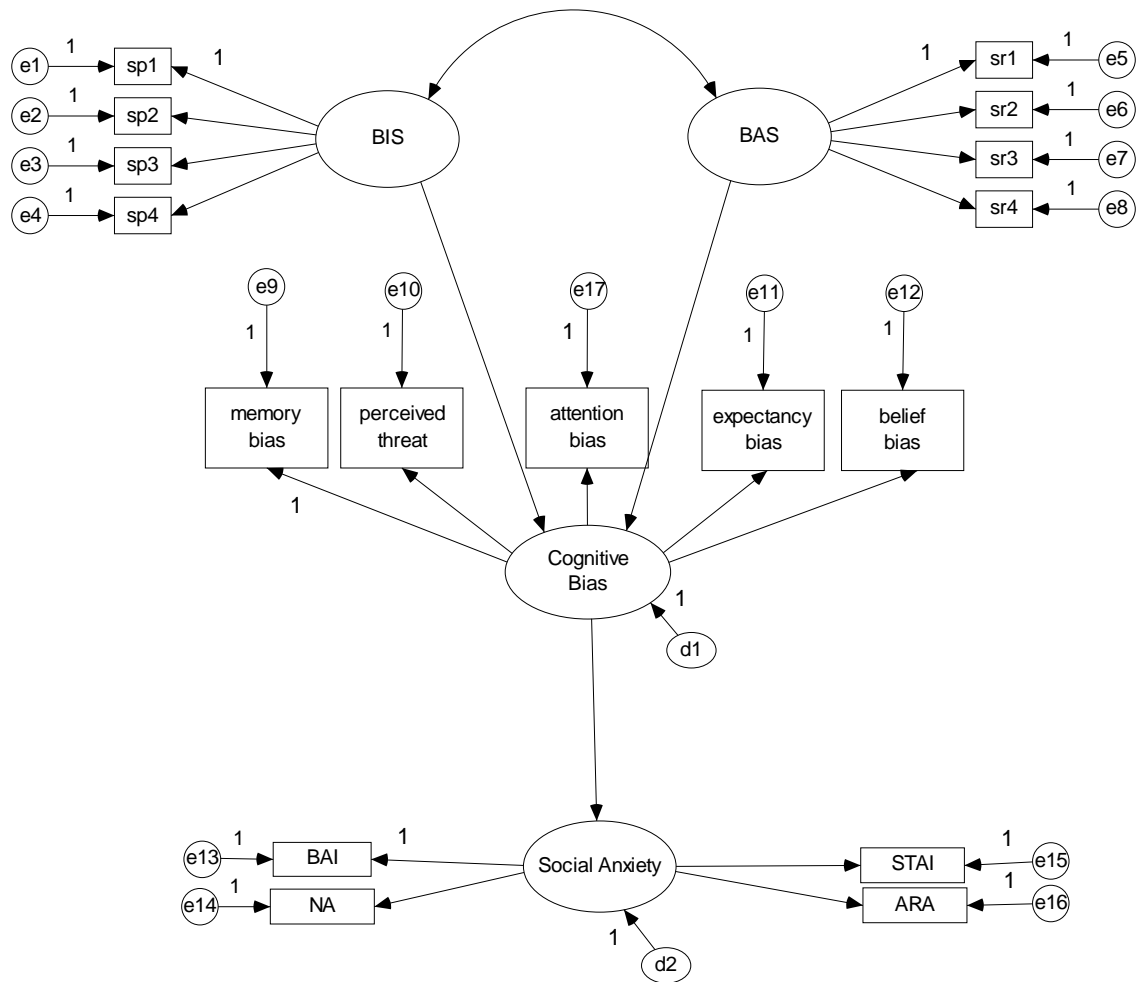 1
1
e1
sp1
1
e2
sp2
1
e3
sp3
1
e4
sp4
BIS
BAS
1
1
sr1
e5
1
sr2
e6
1
sr3
e7
1
sr4
e8
e9
e10
e17
e11
e12
1
1
1
1
1
memory
bias
perceived
threat
attention
bias
expectancy
bias
belief
bias
1
Cognitive
Bias
1
d1
1
1
e13
BAI
1
e14
NA
Social Anxiety
1
STAI
e15
1
ARA
e16
1
d2